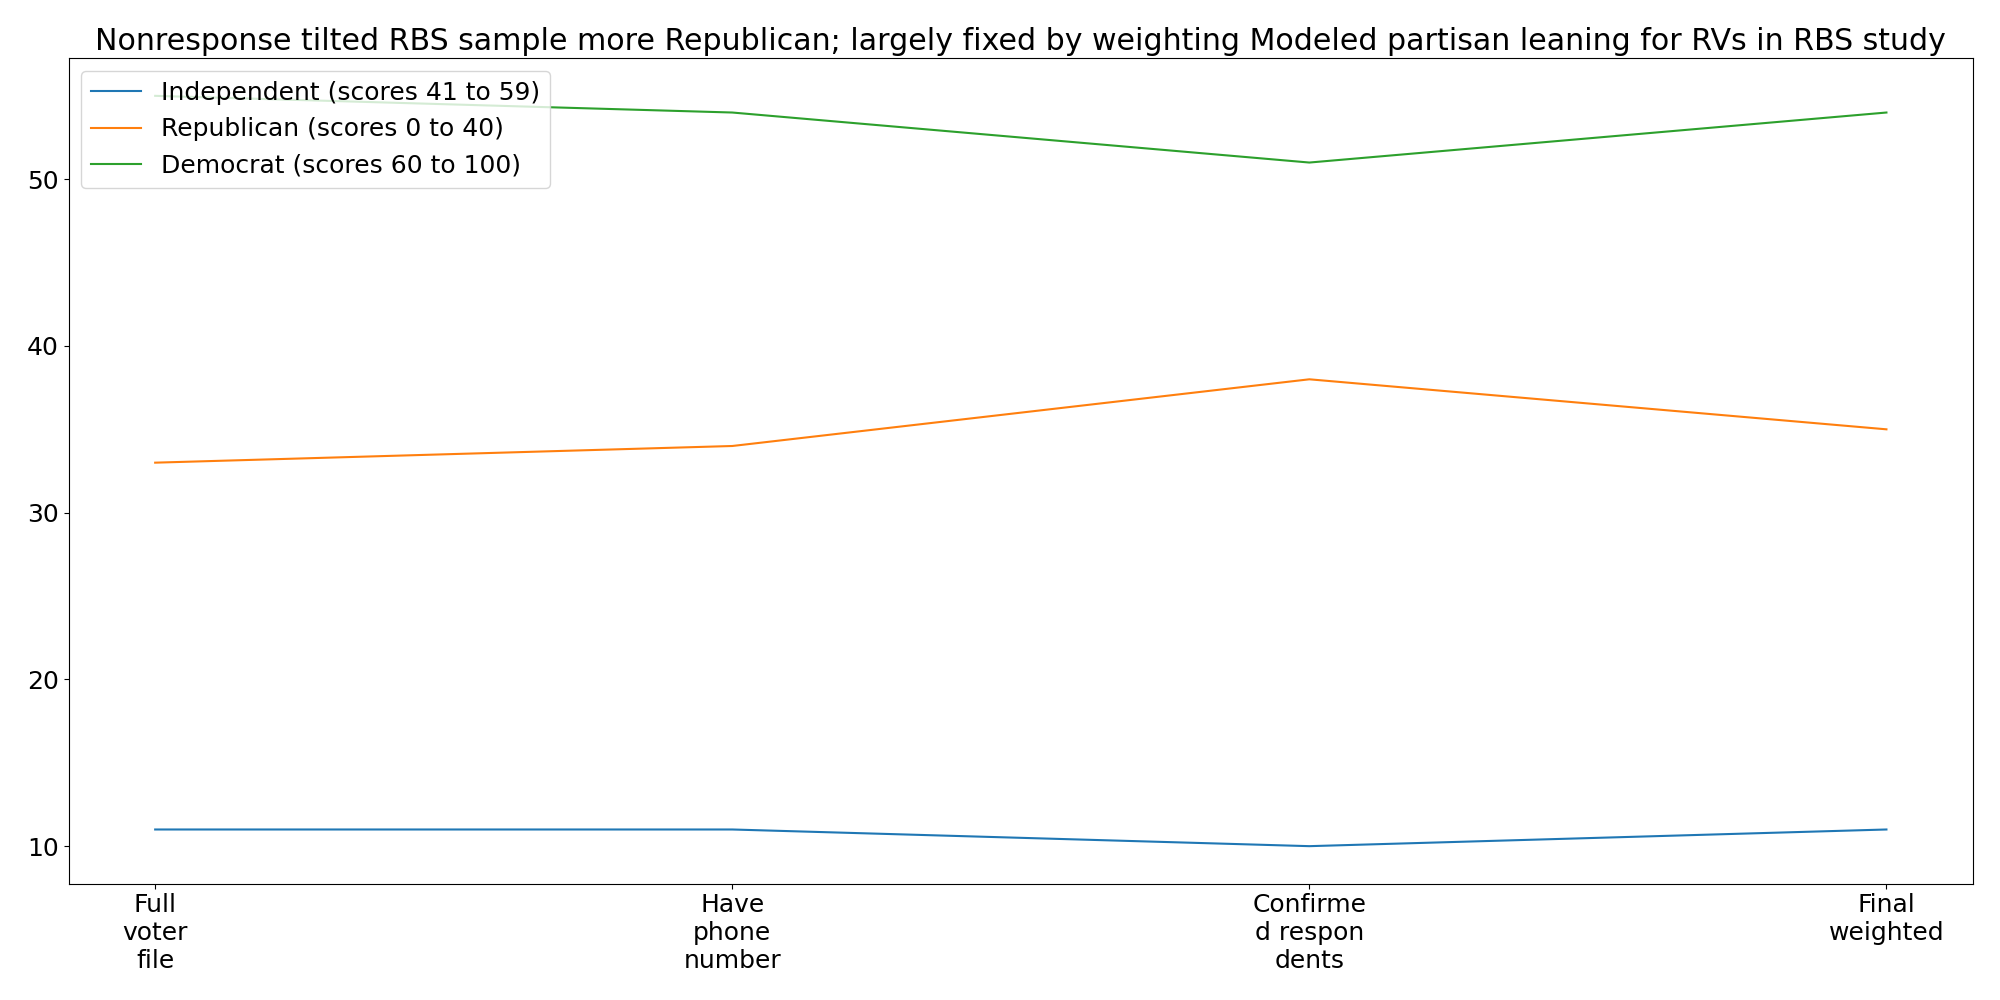 Nonresponse tilted RBS sample more Republican; largely fixed by weighting Modeled partisan leaning for RVs in RBS study
Independent (scores 41 to 59)
Republican (scores 0 to 40)
Democrat (scores 60 to 100)
50
40
30
20
10
Full
voter
file
Have
phone
number
Confirme
d respon
dents
Final
weighted